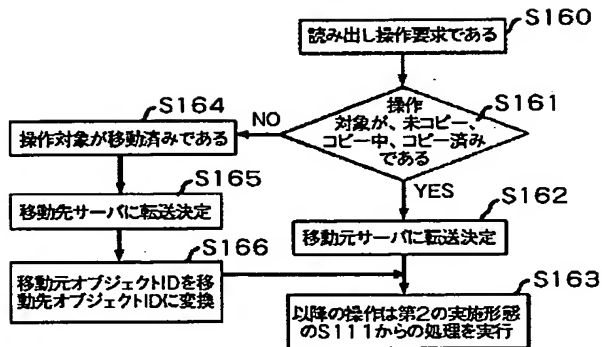 S160
読み出し操作要求である
S161
操作
対象が、未コピー、
コピー中、コピー済み
である
NO
YES
S164
操作対象が移動済みである
S165
移動先サーバに転送決定
S166
移動元オブジェクトIDを移
動先オブジェクトIDに変換
S162
移動元サーバに転送決定
S163
以降の操作は第2の実施形態
のS111からの処理を実行